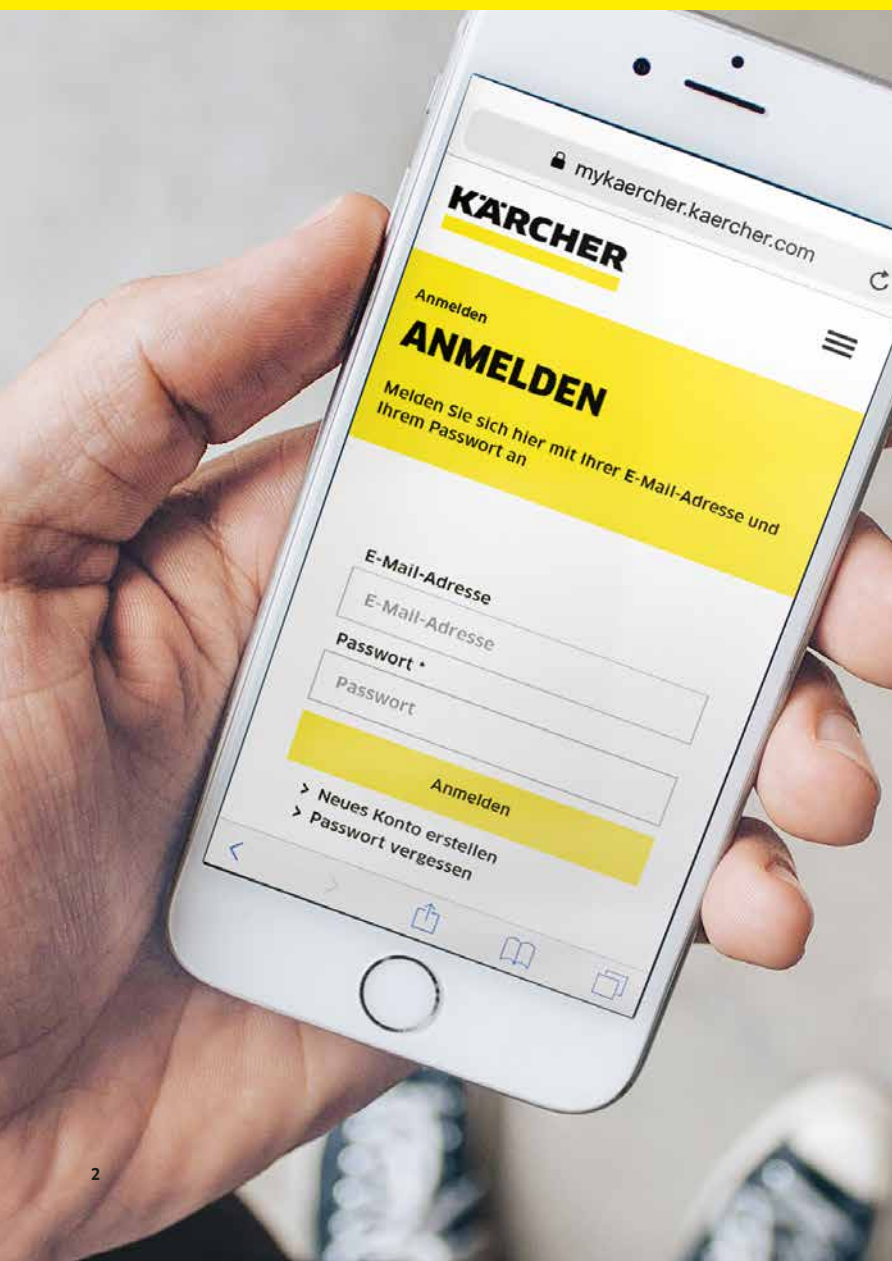 mykaercher.kaercher.com
KÄRCHER
Anmelden
ANMELDEN
Melden Sie sich hier mit Ihrer E-Mail-Adresse und
Ihrem Passwort an
E-Mail-Adresse
E-Mail-Adresse
Passwort *
Passwort
Anmelden
> Neues Konto erstellen
> Passwort vergessen
2